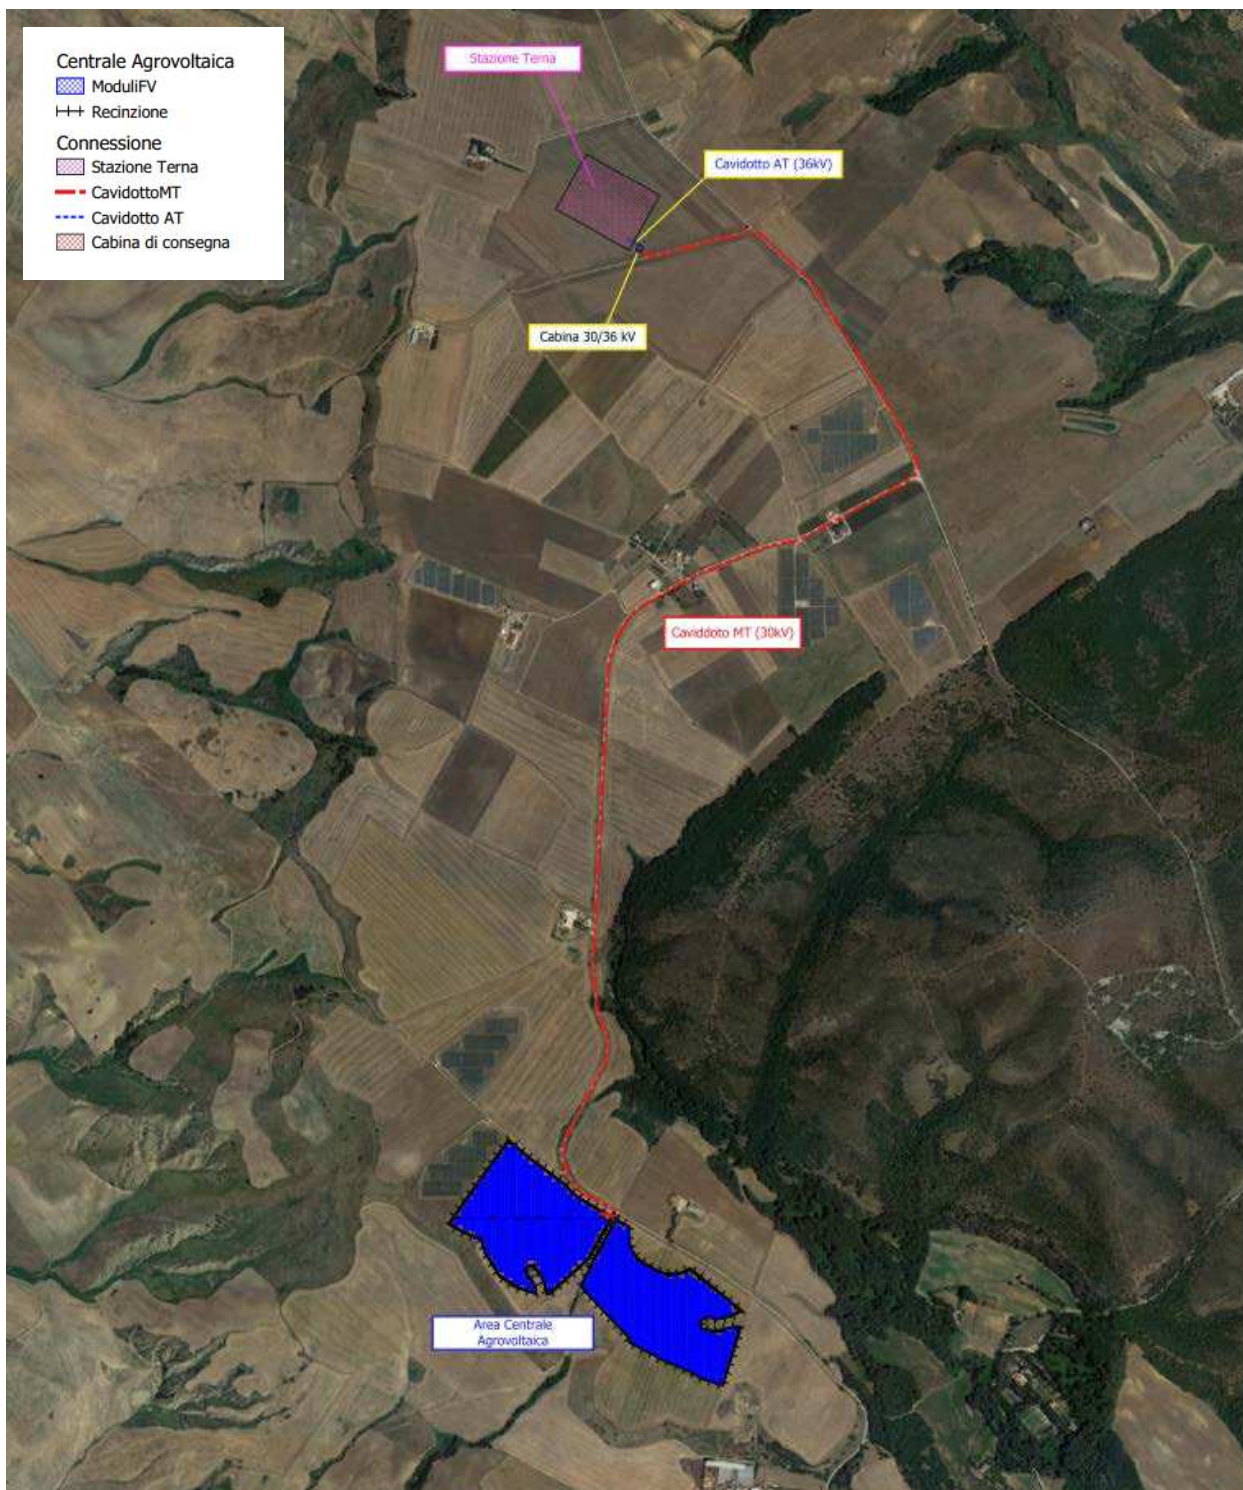 Centrale Agrovoltaica
ModuliFV
Recinzione
Connessione
Stazione Terna
CavidottoMT
Cavidotto AT
Cabina di consegna
Stazione Terna
Cavidotto AT (36kV)
Cabina 30/36 kV
Caviddoto MT (30kV)
Area Centrale
Agrovoltaica